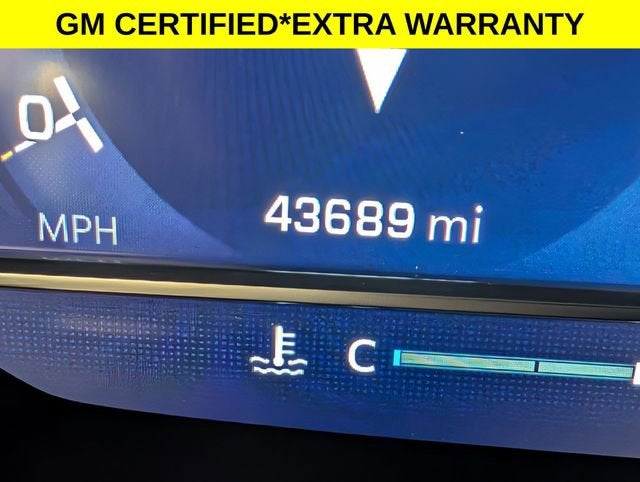 GM CERTIFIED*EXTRA WARRANTY
0
MPH
43689 mi
C